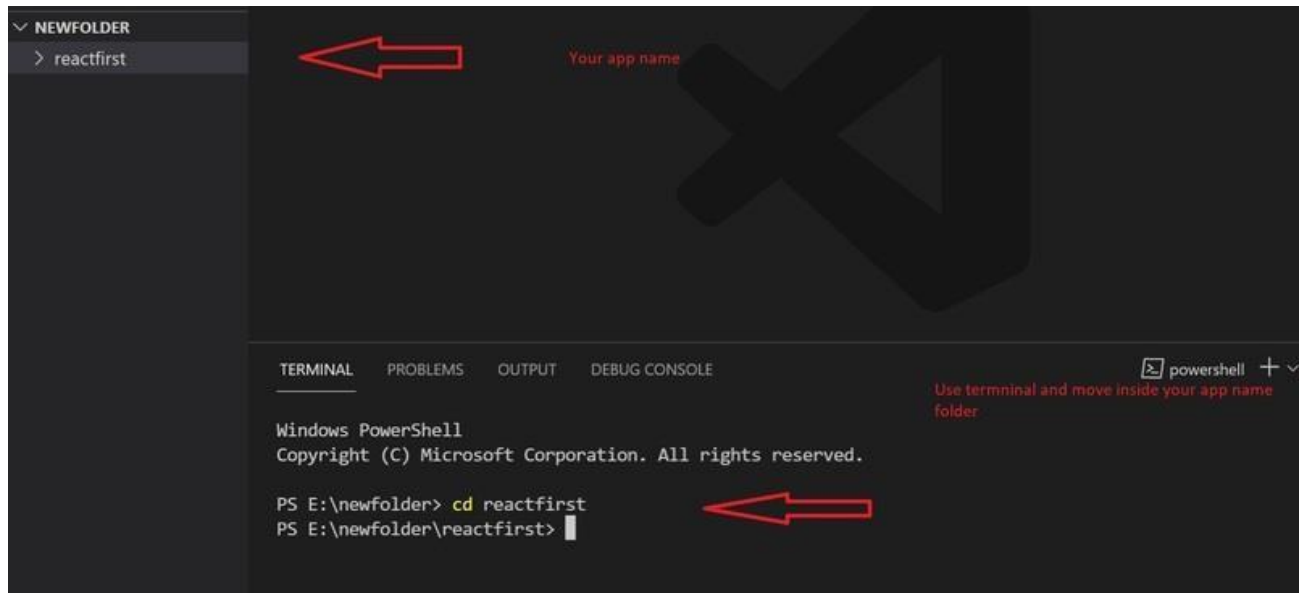 NEWFOLDER
reactfirst
Your app name
TERMINAL PROBLEMS OUTPUT DEBUG CONSOLE
powershell
Use termninal and move inside your app name
folder
Windows PowerShell
Copyright (C) Microsoft Corporation. All rights reserved.
PS E:\newfolder> cd reactfirst
PS E:\newfolder\reactfirst>